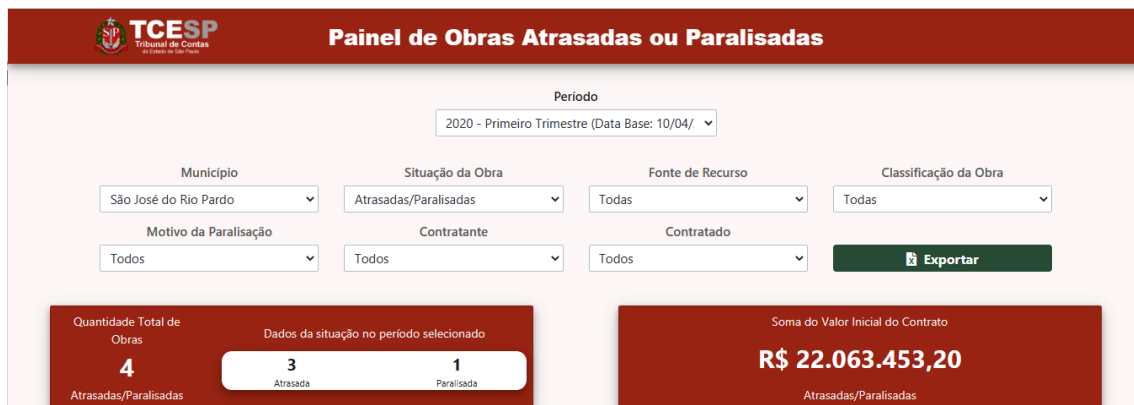 TCESP
Tribunal de Contas
do Estado de São Paulo
Painel de Obras Atrasadas ou Paralisadas
Período
2020 - Primeiro Trimestre (Data Base: 10/04/
Município
Situação da Obra
Fonte de Recurso
Classificação da Obra
São José do Rio Pardo
Atrasadas/Paralisadas
Todas
Todas
Motivo da Paralisação
Contratante
Contratado
Todos
Todos
Todos
Exportar
Quantidade Total de
Obras
4
Atrasadas/Paralisadas
Dados da situação no período selecionado
3
Atrasada
1
Paralisada
Soma do Valor Inicial do Contrato
R$ 22.063.453,20
Atrasadas/Paralisadas